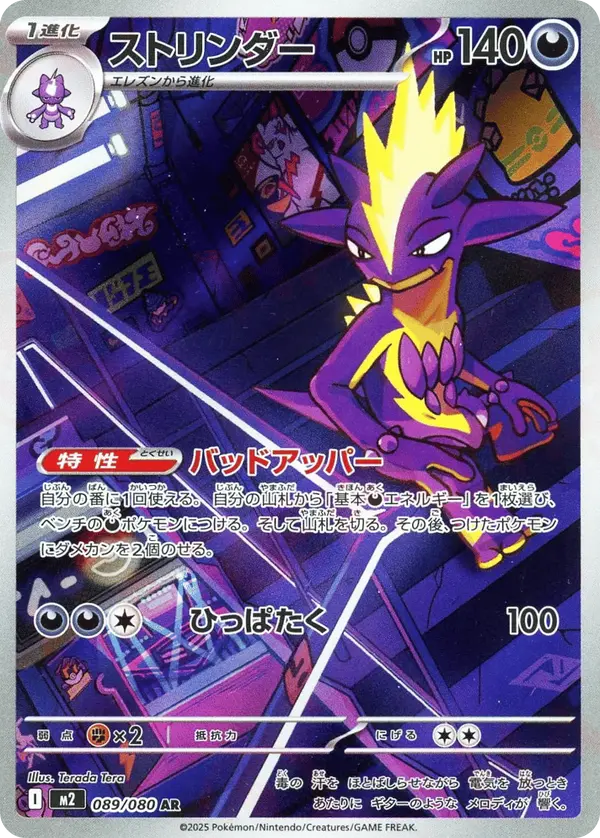 1進化
ストリンダー
HP 140
エレズンから進化
特性
とくせい
バッドアッパー
自分の番に1回使える。自分の山札から「基本エネルギー」を1枚選び、
ベンチのポケモンにつける。そして山札を切る。その後、つけたポケモン
にダメカンを2個のせる。
ひっぱたく 100
弱点 ×2 抵抗力 にげる
Illus. Terada Tera
I M2 089/080 AR
毒の 汗を ほとばしらせながら 電気を 放つとき
あたりに ギターのような メロディが 響く。
©2025 Pokémon/Nintendo/Creatures/GAME FREAK.